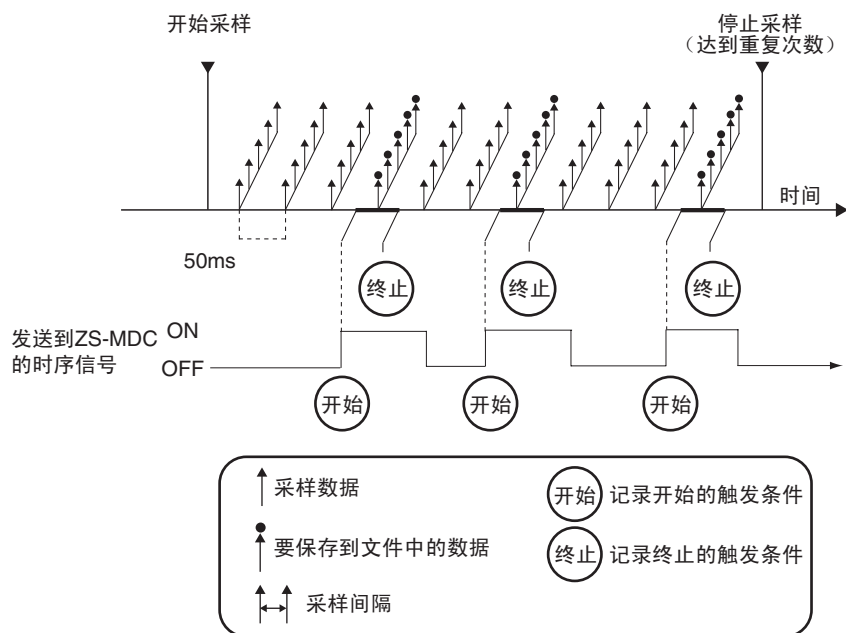 开始采样
停止采样
（达到重复次数）
时间
50ms
终止
终止
终止
发送到ZS-MDC
的时序信号
ON
OFF
开始
开始
开始
采样数据
开始
记录开始的触发条件
要保存到文件中的数据
终止
记录终止的触发条件
采样间隔